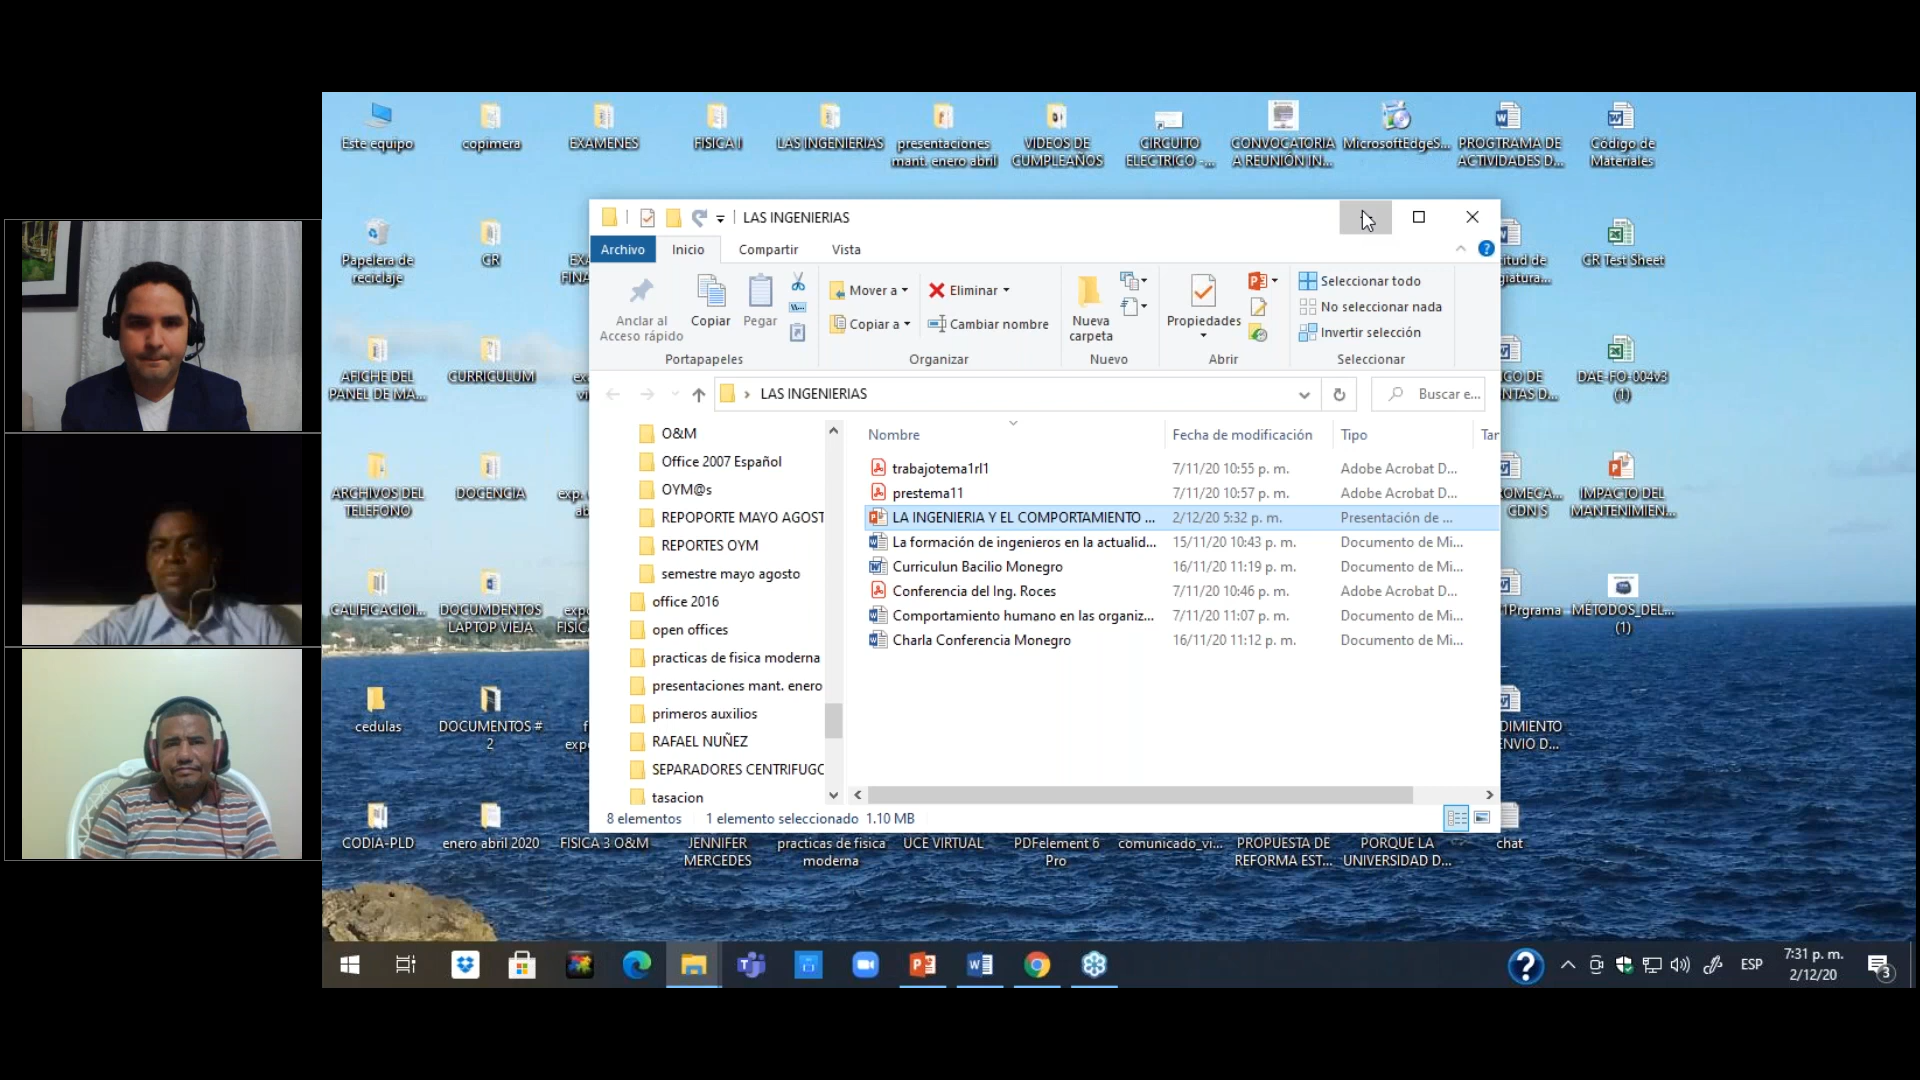 Este equipo
copimera
EXAMENES
FISICA I
LAS INGENIERIAS
presentaciones
mant. enero abril
VIDEOS DE
CUMPLEAÑOS
CIRCUITO
ELECTRICO -...
CONVOCATORIA
A REUNIÓN IN...
MicrosoftEdgeS...
PROGTRAMA DE
ACTIVIDADES D...
Código de
Materiales
Papelera de
reciclaje
GR
GR Test Sheet
AFICHE DEL
PANEL DE MA...
CURRICULUM
DAE-FO-004v3
(1)
ARCHIVOS DEL
TELEFONO
DOCENCIA
IMPACTO DEL
MANTENIMIEN...
CALIFICACIOI...
DOCUMDENTOS
LAPTOP VIEJA
MÉTODOS_DEL...
(1)
cedulas
DOCUMENTOS #
2
CODIA-PLD
enero abril 2020
FISICA 3 O&M
JENNIFER
MERCEDES
practicas de fisica
moderna
UCE VIRTUAL
PDFelement 6
Pro
comunicado_vi...
PROPUESTA DE
REFORMA EST...
PORQUE LA
UNIVERSIDAD D...
chat
LAS INGENIERIAS
Archivo
Inicio
Compartir
Vista
Anclar al
Acceso rápido
Copiar
Pegar
Portapapeles
Mover a
Copiar a
Eliminar
Cambiar nombre
Organizar
Nueva
carpeta
Nuevo
Propiedades
Abrir
Seleccionar todo
No seleccionar nada
Invertir selección
Seleccionar
LAS INGENIERIAS
Buscar e...
O&M
Office 2007 Español
OYM@s
REPOPORTE MAYO AGOST
REPORTES OYM
semestre mayo agosto
office 2016
open offices
practicas de fisica moderna
presentaciones mant. enero
primeros auxilios
RAFAEL NUÑEZ
SEPARADORES CENTRIFUGC
tasacion
Nombre Fecha de modificación Tipo Tar
trabajotema1rl1 7/11/20 10:55 p. m. Adobe Acrobat D...
prestema11 7/11/20 10:57 p. m. Adobe Acrobat D...
LA INGENIERIA Y EL COMPORTAMIENTO ... 2/12/20 5:32 p. m. Presentación de ...
La formación de ingenieros en la actualid... 15/11/20 10:43 p. m. Documento de Mi...
Curriculun Bacilio Monegro 16/11/20 11:19 p. m. Documento de Mi...
Conferencia del Ing. Roces 7/11/20 10:46 p. m. Adobe Acrobat D...
Comportamiento humano en las organiz... 7/11/20 11:07 p. m. Documento de Mi...
Charla Conferencia Monegro 16/11/20 11:12 p. m. Documento de Mi...
8 elementos 1 elemento seleccionado 1.10 MB
ESP
7:31 p. m.
2/12/20
3